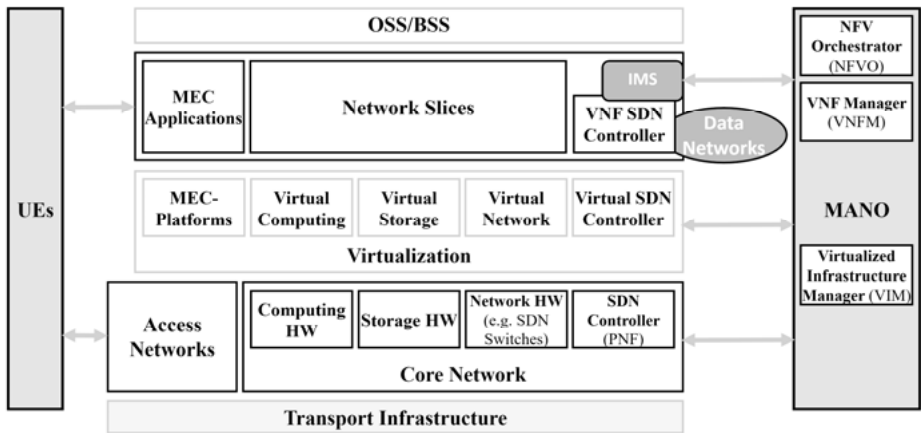 OSS/BSS
UEs
MEC
Applications
Network Slices
IMS
VNF SDN
Controller
Data
Networks
MEC-
Platforms
Virtual
Computing
Virtual
Storage
Virtual
Network
Virtual SDN
Controller
Virtualization
Access
Networks
Computing
HW
Storage HW
Network HW
(e.g. SDN
Switches)
SDN
Controller
(PNF)
Core Network
Transport Infrastructure
NFV
Orchestrator
(NFVO)
VNF Manager
(VNFM)
MANO
Virtualized
Infrastructure
Manager (VIM)